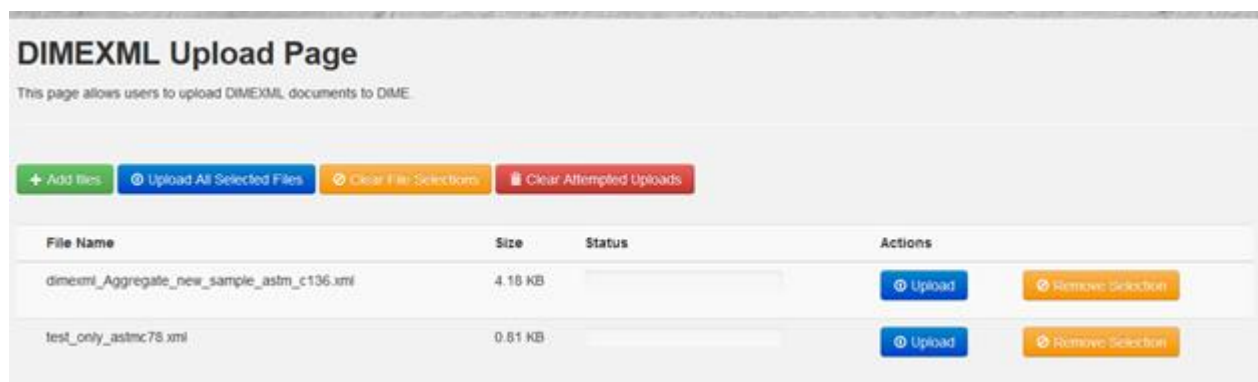 DIMEXML Upload Page
This page allows users to upload DIMEXML documents to DIME.
Add files Upload All Selected Files Clear File Selections Clear Attempted Uploads
File Name Size Status Actions
dimexml_Aggregate_new_sample_astm_c136.xml 4.18 KB Upload Remove Selection
test_only_astmc78.xml 0.81 KB Upload Remove Selection